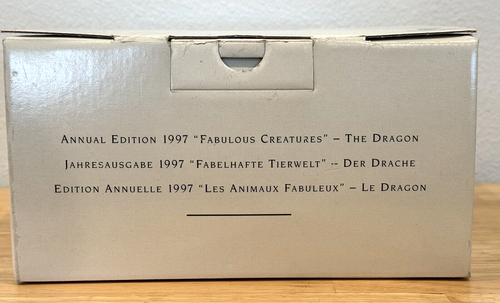 Annual Edition 1997 “Fabulous Creatures” – The Dragon
Jahresausgabe 1997 “Fabelhafte Tierwelt” – Der Drache
Edition Annuelle 1997 “Les Animaux Fabuleux” – Le Dragon